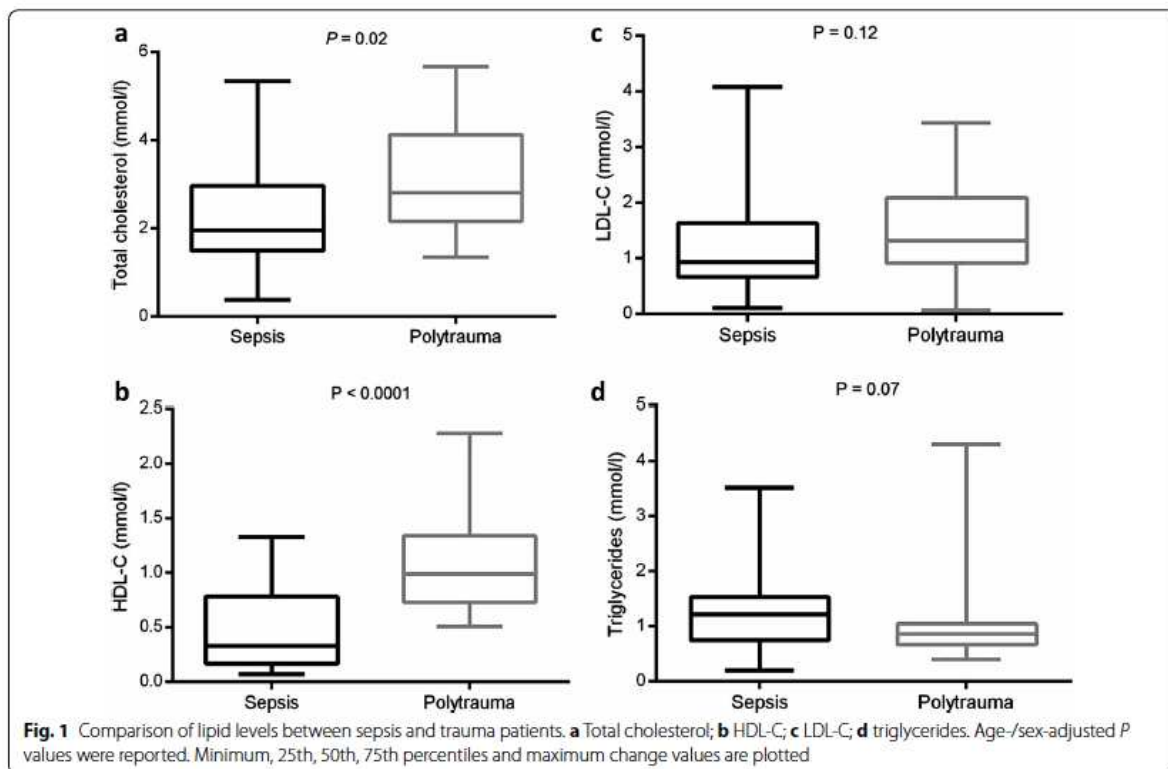 a
P = 0.02
Total cholesterol (mmol/l)
6
4
2
0
Sepsis Polytrauma
c
P = 0.12
LDL-C (mmol/l)
5
4
3
2
1
0
Sepsis Polytrauma
b
P < 0.0001
HDL-C (mmol/l)
2.5
2.0
1.5
1.0
0.5
0.0
Sepsis Polytrauma
d
P = 0.07
Triglycerides (mmol/l)
5
4
3
2
1
0
Sepsis Polytrauma
Fig. 1 Comparison of lipid levels between sepsis and trauma patients. a Total cholesterol; b HDL-C; c LDL-C; d triglycerides. Age-/sex-adjusted P
values were reported. Minimum, 25th, 50th, 75th percentiles and maximum change values are plotted